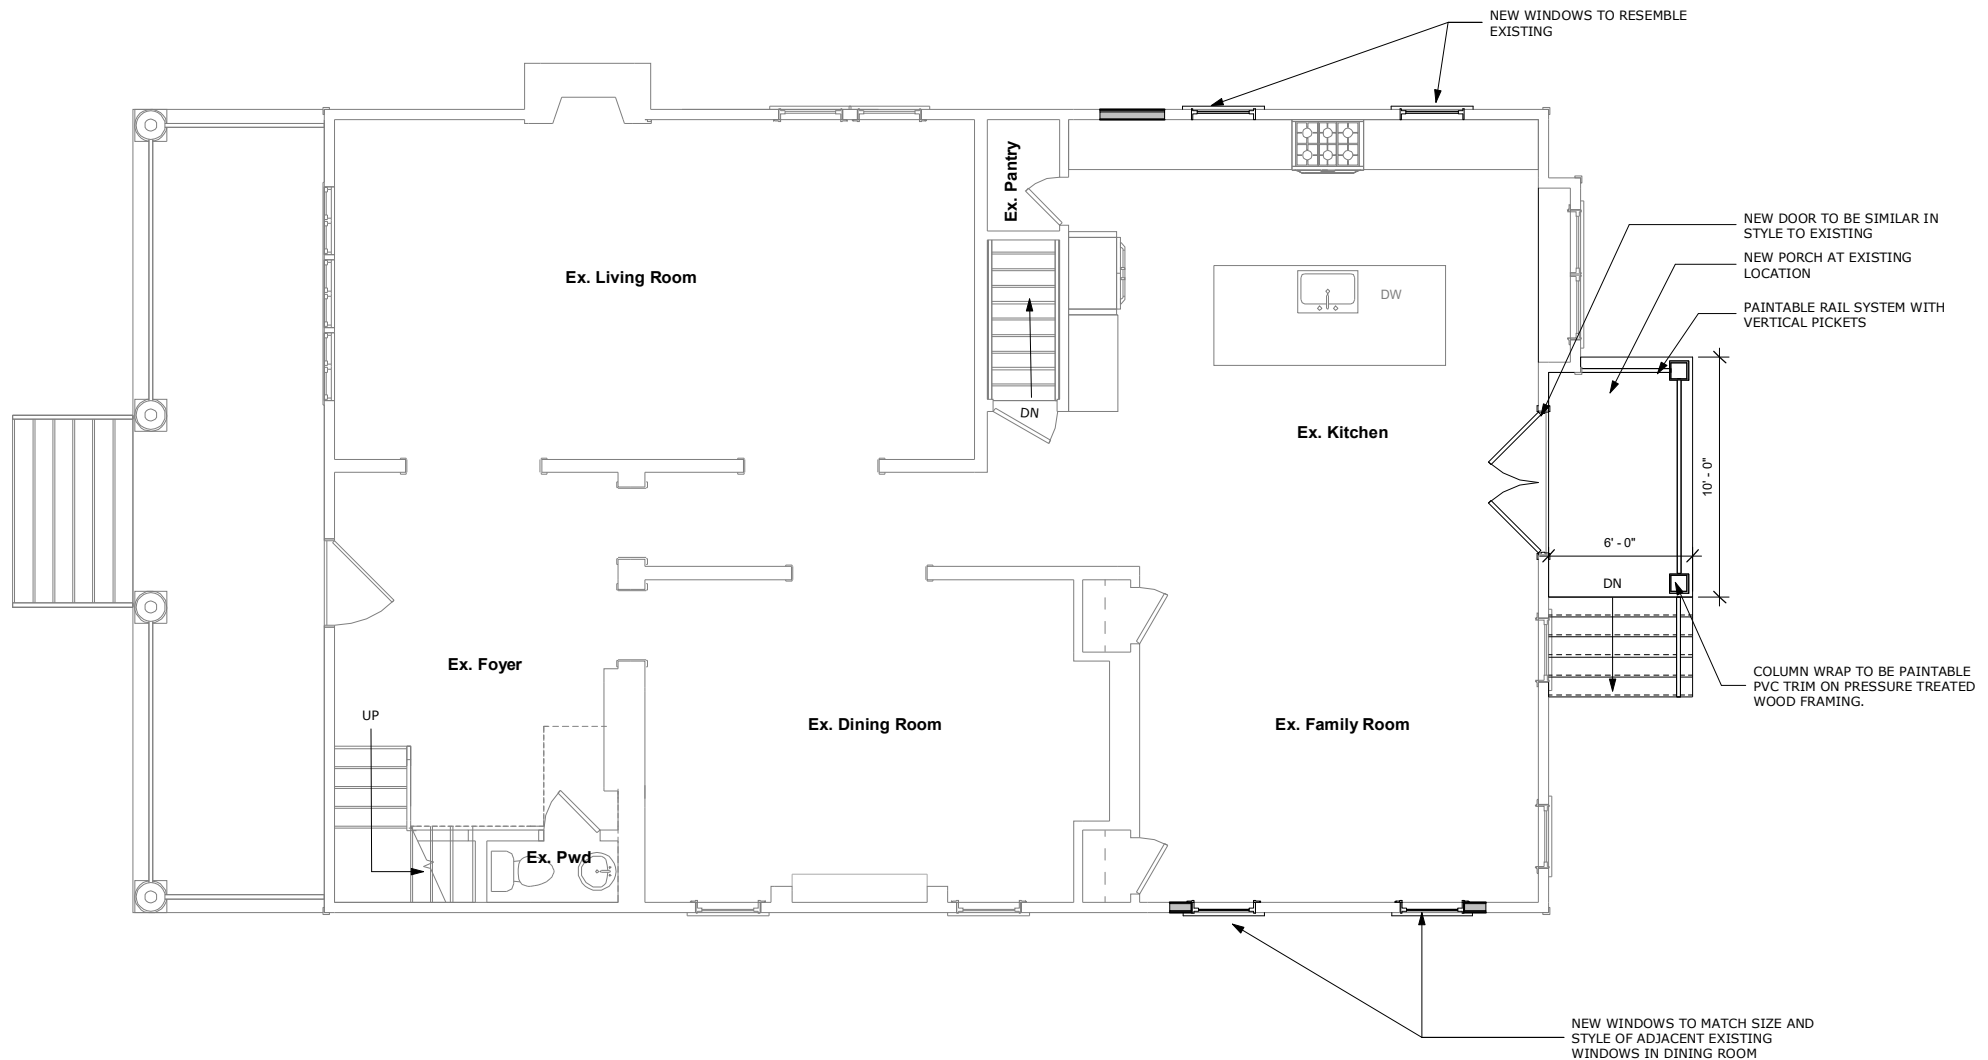 NEW WINDOWS TO RESEMBLE
EXISTING
Ex. Pantry
NEW DOOR TO BE SIMILAR IN
STYLE TO EXISTING
NEW PORCH AT EXISTING
LOCATION
Ex. Living Room
DW
PAINTABLE RAIL SYSTEM WITH
VERTICAL PICKETS
DN
Ex. Kitchen
10' - 0"
6' - 0"
DN
Ex. Foyer
COLUMN WRAP TO BE PAINTABLE
PVC TRIM ON PRESSURE TREATED
WOOD FRAMING.
UP
Ex. Dining Room
Ex. Family Room
Ex. Pwd
NEW WINDOWS TO MATCH SIZE AND
STYLE OF ADJACENT EXISTING
WINDOWS IN DINING ROOM